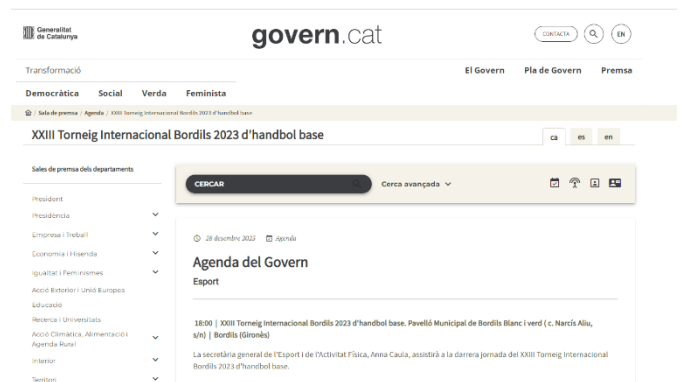 Generalitat
de Catalunya
govern.cat
CONTACTA
EN
Transformació
El Govern Pla de Govern Premsa
Democràtica Social Verda Feminista
/ Sala de premsa / Agenda / XXIII Torneig Internacional Bordils 2023 d'handbol base
XXIII Torneig Internacional Bordils 2023 d'handbol base
ca es en
Sales de premsa dels departaments
CERCAR
Cerca avançada
President
Presidència
Empresa i Treball
Economia i Hisenda
Igualtat i Feminismes
Acció Exterior i Unió Europea
Educació
Recerca i Universitats
Acció Climàtica, Alimentació i
Agenda Rural
Interior
Territori
28 desembre 2023 Agenda
Agenda del Govern
Esport
18:00 | XXIII Torneig Internacional Bordils 2023 d'handbol base. Pavelló Municipal de Bordils Blanc i verd ( c. Narcís Aliu,
s/n) | Bordils (Gironès)
La secretària general de l'Esport i de l'Activitat Física, Anna Caula, assistirà a la darrera jornada del XXIII Torneig Internacional
Bordils 2023 d'handbol base.